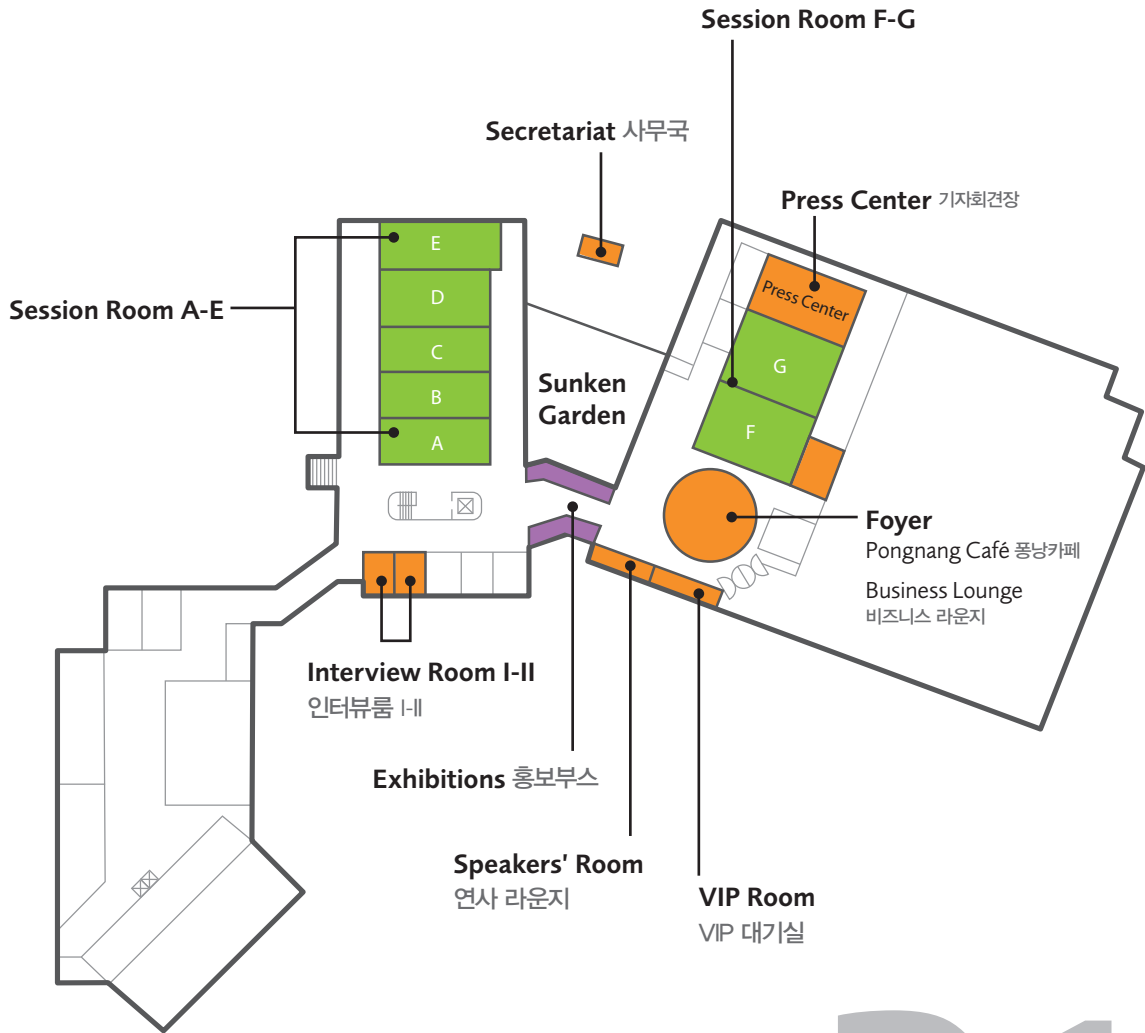 Session Room F-G
Secretariat 사무국
Press Center 기자회견장
E
Press Center
Session Room A-E
D
C
G
B
Sunken
Garden
A
F
Foyer
Pongnang Café 퐁낭카페
Business Lounge
비즈니스 라운지
Interview Room I-II
인터뷰룸 I-II
Exhibitions 홍보부스
Speakers' Room
연사 라운지
VIP Room
VIP 대기실